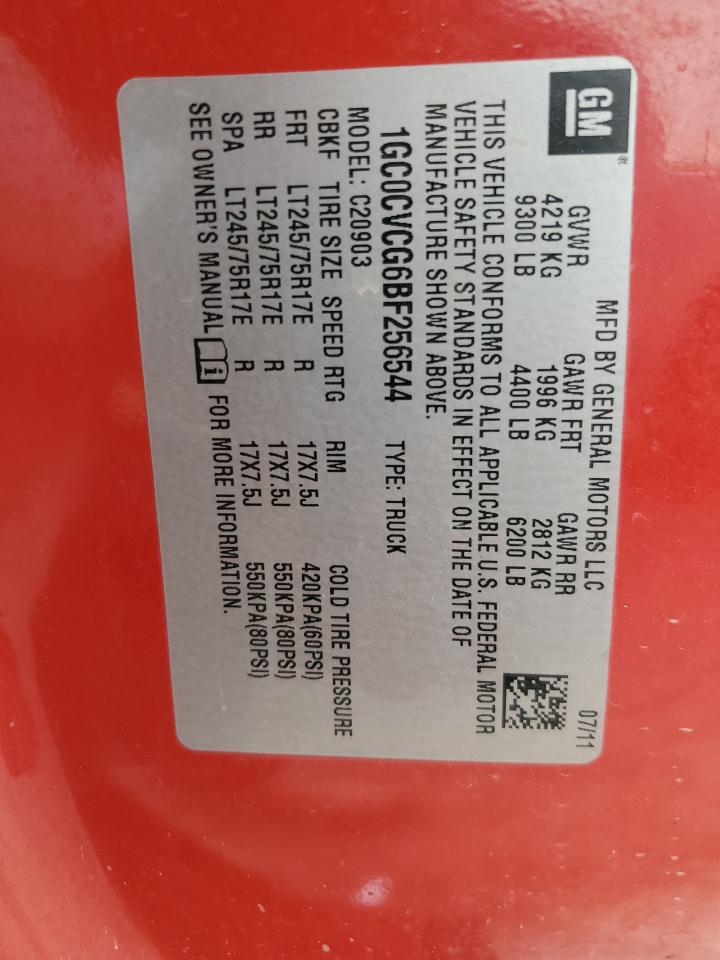 GM®
MFD BY GENERAL MOTORS LLC 07/11
GVWR GAWR FRT GAWR RR
4219 KG 1996 KG 2812 KG
9300 LB 4400 LB 6200 LB
THIS VEHICLE CONFORMS TO ALL APPLICABLE U.S. FEDERAL MOTOR
VEHICLE SAFETY STANDARDS IN EFFECT ON THE DATE OF
MANUFACTURE SHOWN ABOVE.
1GC0CVCG6BF256544 TYPE: TRUCK
MODEL: C20903
CBKF TIRE SIZE SPEED RTG RIM COLD TIRE PRESSURE
FRT LT245/75R17E R 17X7.5J 420KPA(60PSI)
RR LT245/75R17E R 17X7.5J 550KPA(80PSI)
SPA LT245/75R17E R 17X7.5J 550KPA(80PSI)
SEE OWNER'S MANUAL i FOR MORE INFORMATION.